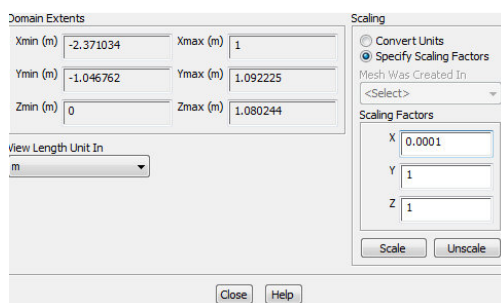 Domain Extents
Xmin (m) -2.371034 Xmax (m) 1
Ymin (m) -1.046762 Ymax (m) 1.092225
Zmin (m) 0 Zmax (m) 1.080244
View Length Unit In
m
Scaling
Convert Units
Specify Scaling Factors
Mesh Was Created In
<Select>
Scaling Factors
X 0.0001
Y 1
Z 1
Scale Unscale
Close Help